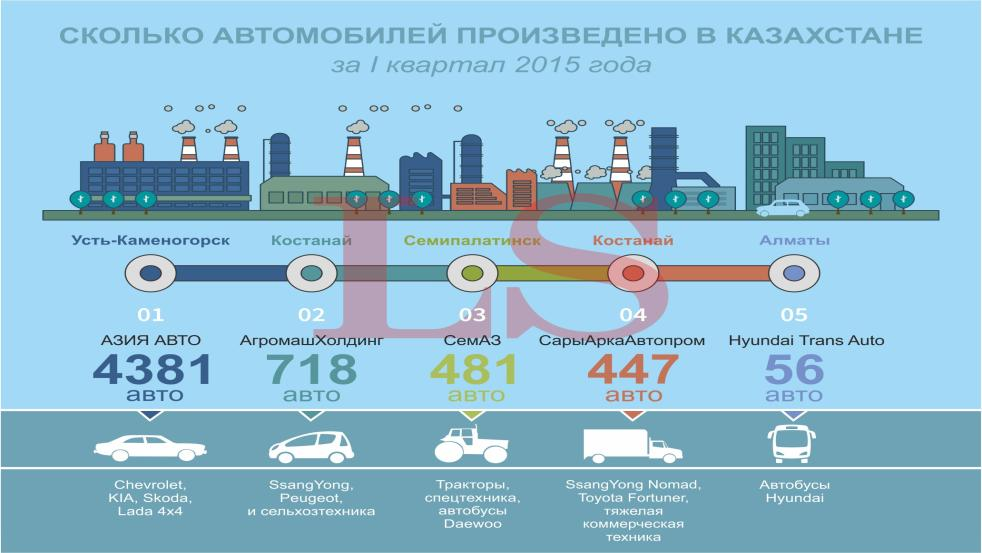 СКОЛЬКО АВТОМОБИЛЕЙ ПРОИЗВЕДЕНО В КАЗАХСТАНЕ
за I квартал 2015 года
Усть-Каменогорск
Костанай
Семипалатинск
Костанай
Алматы
LS
01
02
03
04
05
АЗИЯ АВТО
АгромашХолдинг
СемАЗ
СарыАркаАвтопром
Hyundai Trans Auto
4381
718
481
447
56
авто
авто
авто
авто
авто
Chevrolet,
KIA, Skoda,
Lada 4x4
SsangYong,
Peugeot,
и сельхозтехника
Тракторы,
спецтехника,
автобусы
Daewoo
SsangYong Nomad,
Toyota Fortuner,
тяжелая
коммерческая
техника
Автобусы
Hyundai